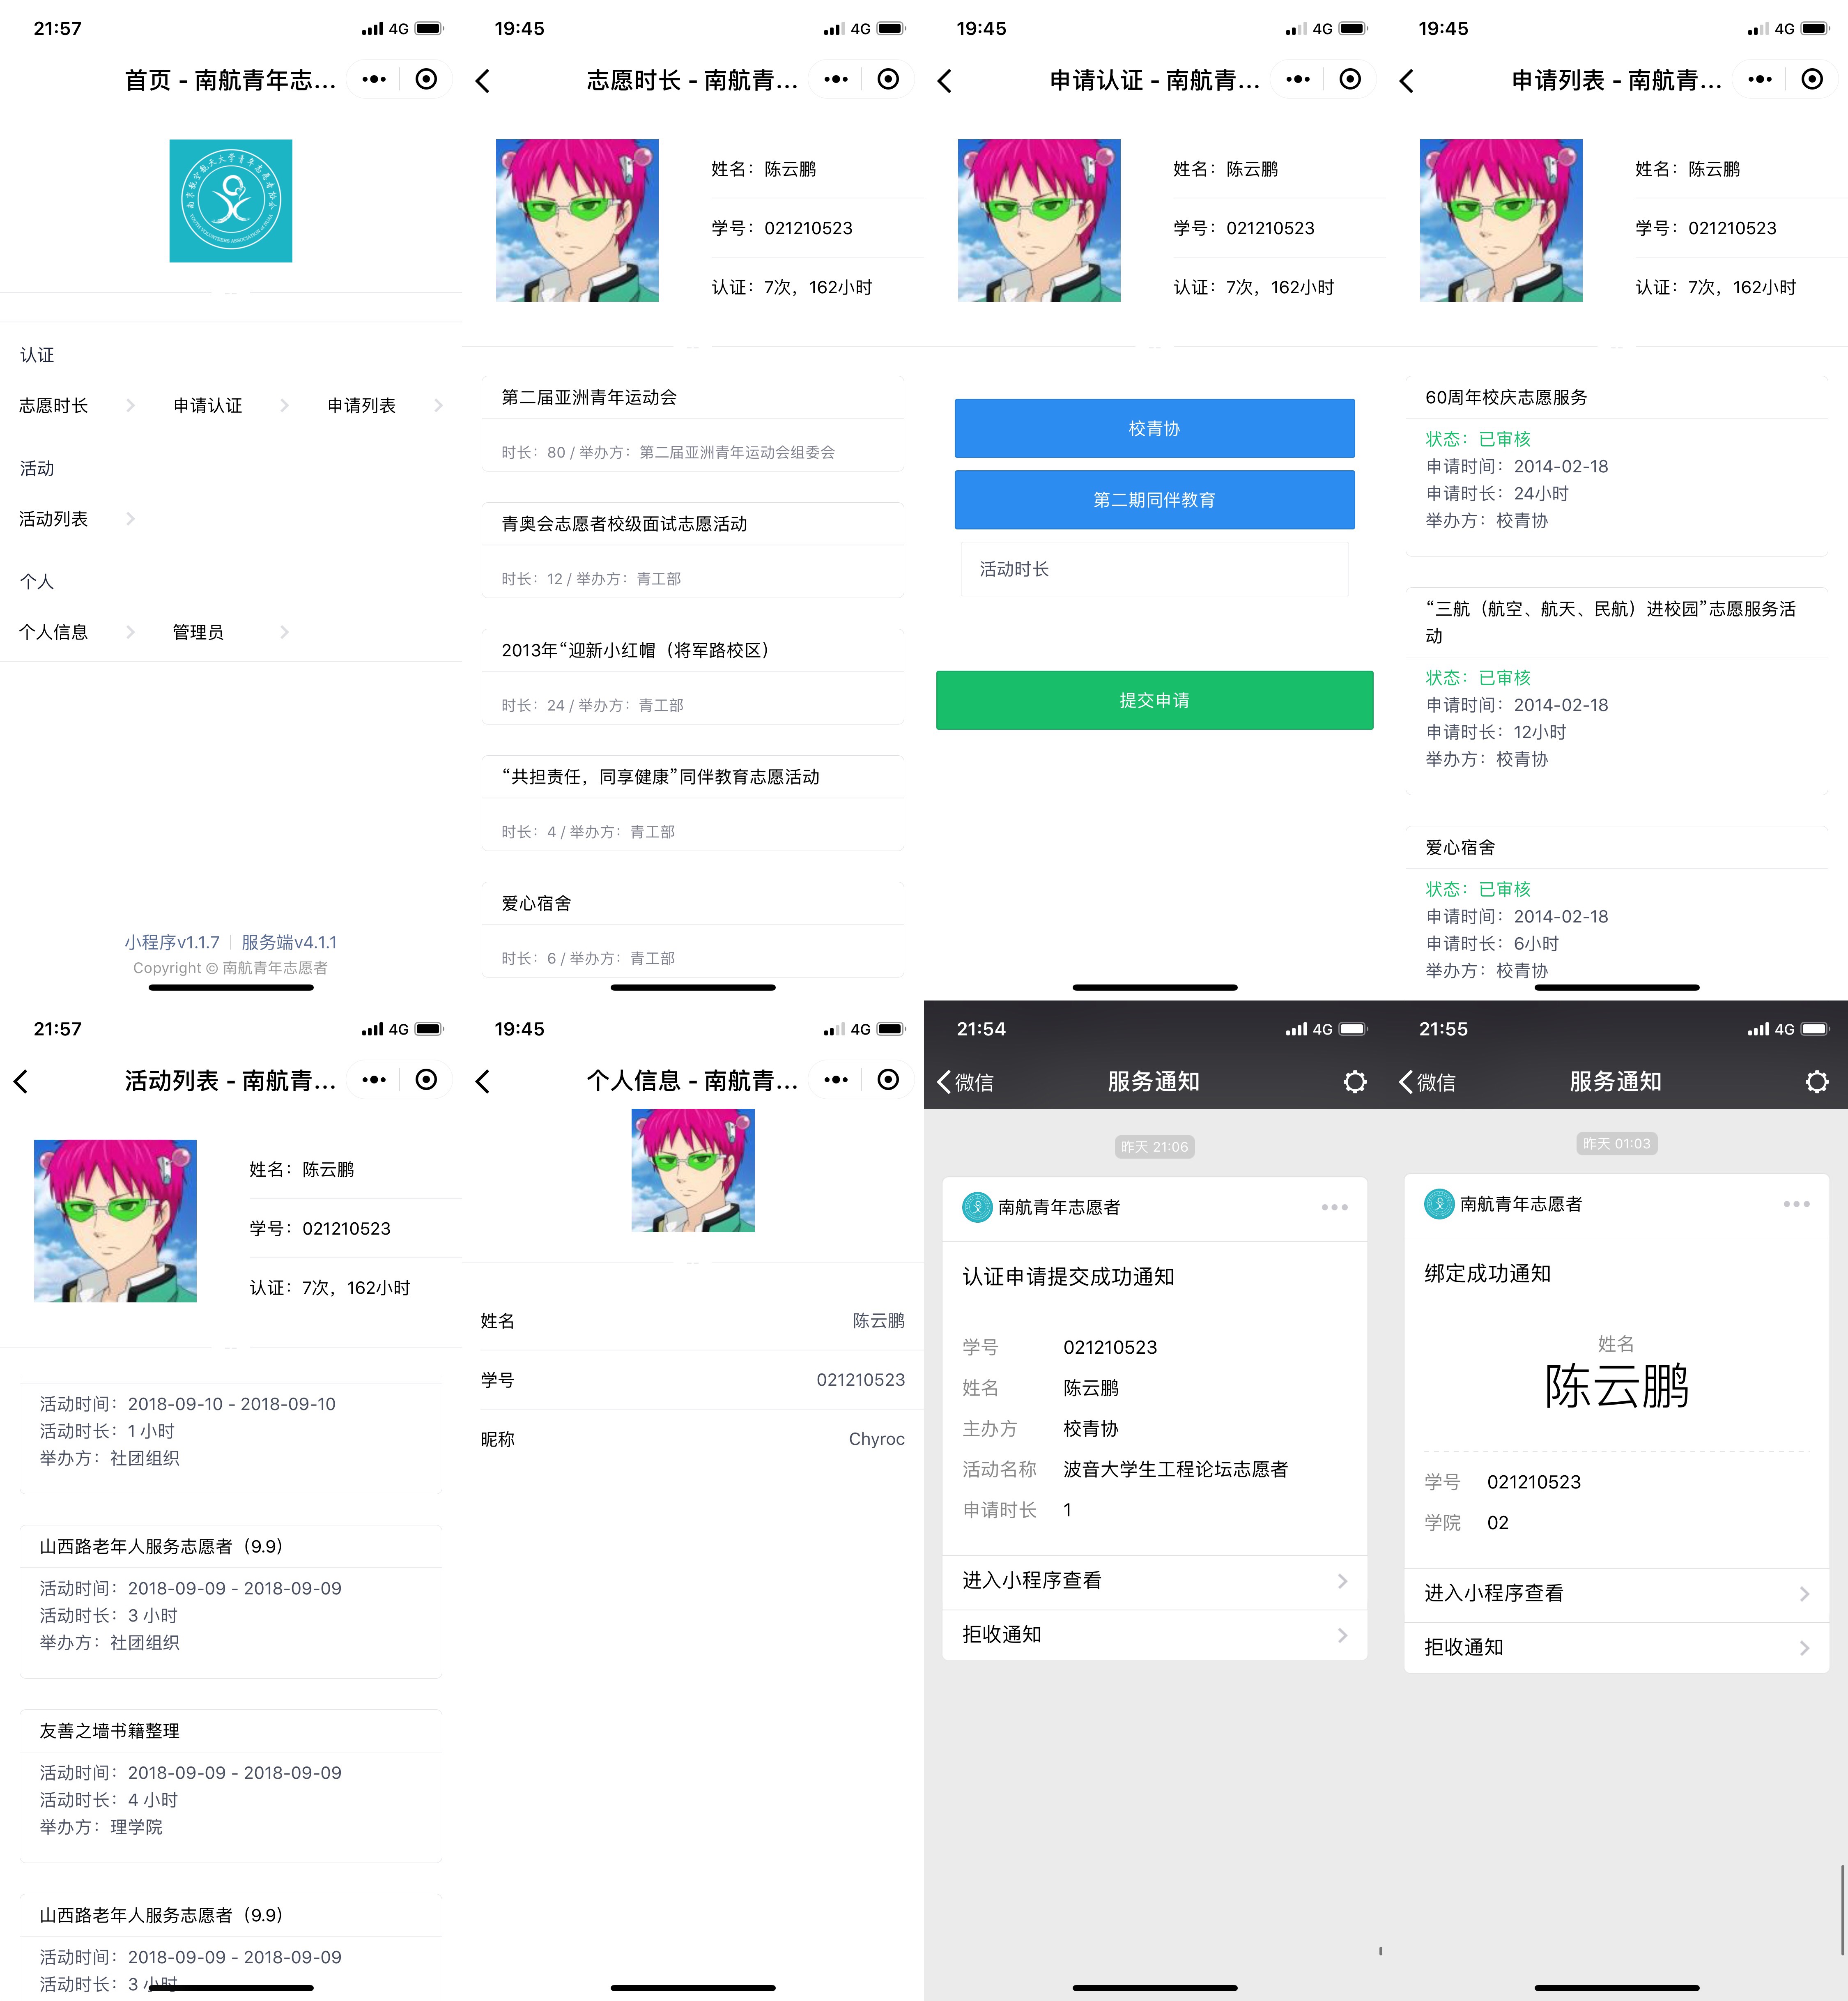 21:57
4G
首页 - 南航青年志...
南京航空航天大学青年志愿者协会
YOUTH VOLUNTEERS ASSOCIATION of NUAA
认证
志愿时长
申请认证
申请列表
活动
活动列表
个人
个人信息
管理员
小程序v1.1.7
服务端v4.1.1
Copyright © 南航青年志愿者
19:45
4G
志愿时长 - 南航青...
姓名：陈云鹏
学号：021210523
认证：7次，162小时
第二届亚洲青年运动会
时长：80 / 举办方：第二届亚洲青年运动会组委会
青奥会志愿者校级面试志愿活动
时长：12 / 举办方：青工部
2013年“迎新小红帽（将军路校区）
时长：24 / 举办方：青工部
“共担责任，同享健康”同伴教育志愿活动
时长：4 / 举办方：青工部
爱心宿舍
时长：6 / 举办方：青工部
19:45
4G
申请认证 - 南航青...
姓名：陈云鹏
学号：021210523
认证：7次，162小时
校青协
第二期同伴教育
活动时长
提交申请
19:45
4G
申请列表 - 南航青...
姓名：陈云鹏
学号：021210523
认证：7次，162小时
60周年校庆志愿服务
状态：已审核
申请时间：2014-02-18
申请时长：24小时
举办方：校青协
“三航（航空、航天、民航）进校园”志愿服务活
动
状态：已审核
申请时间：2014-02-18
申请时长：12小时
举办方：校青协
爱心宿舍
状态：已审核
申请时间：2014-02-18
申请时长：6小时
举办方：校青协
21:57
4G
活动列表 - 南航青...
姓名：陈云鹏
学号：021210523
认证：7次，162小时
活动时间：2018-09-10 - 2018-09-10
活动时长：1 小时
举办方：社团组织
山西路老年人服务志愿者（9.9）
活动时间：2018-09-09 - 2018-09-09
活动时长：3 小时
举办方：社团组织
友善之墙书籍整理
活动时间：2018-09-09 - 2018-09-09
活动时长：4 小时
举办方：理学院
山西路老年人服务志愿者（9.9）
活动时间：2018-09-09 - 2018-09-09
活动时长：3 小时
19:45
4G
个人信息 - 南航青...
姓名
陈云鹏
学号
021210523
昵称
Chyroc
21:54
4G
微信
服务通知
昨天 21:06
南航青年志愿者
认证申请提交成功通知
学号 021210523
姓名 陈云鹏
主办方 校青协
活动名称 波音大学生工程论坛志愿者
申请时长 1
进入小程序查看
拒收通知
21:55
4G
微信
服务通知
昨天 01:03
南航青年志愿者
绑定成功通知
姓名
陈云鹏
学号 021210523
学院 02
进入小程序查看
拒收通知